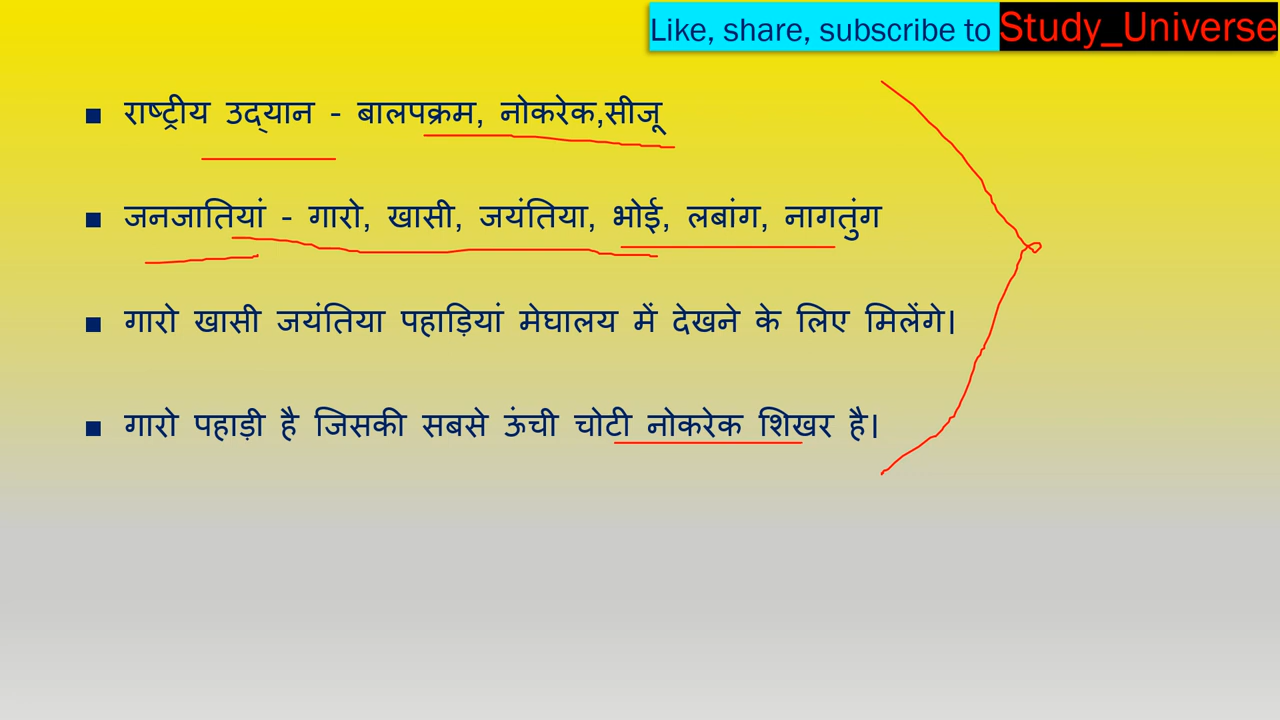 Like, share, subscribe to Study_Universe
▪ राष्ट्रीय उद्‌यान - बालपक्रम, नोकरेक,सीजू
▪ जनजातियां - गारो, खासी, जयंतिया, भोई, लबांग, नागतुंग
▪ गारो खासी जयंतिया पहाड़ियां मेघालय में देखने के लिए मिलेंगे।
▪ गारो पहाड़ी है जिसकी सबसे ऊंची चोटी नोकरेक शिखर है।